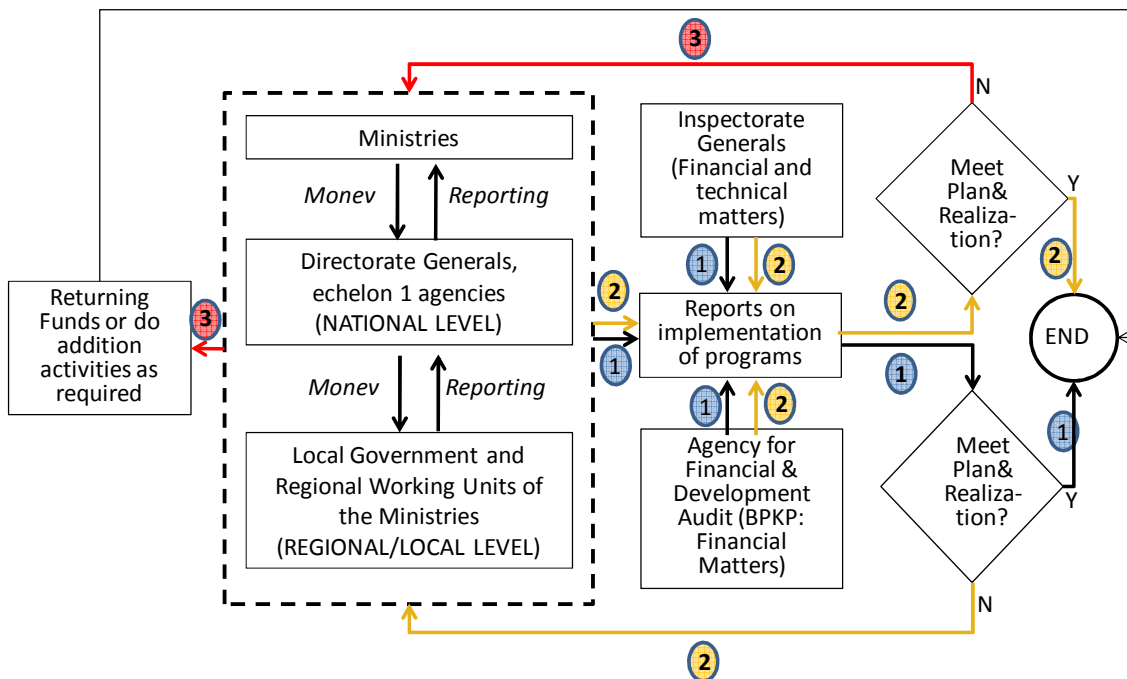 3
N
Ministries
Monev
Reporting
Directorate Generals,
echelon 1 agencies
(NATIONAL LEVEL)
Monev
Reporting
Local Government and
Regional Working Units of
the Ministries
(REGIONAL/LOCAL LEVEL)
Returning
Funds or do
addition
activities as
required
3
2
1
Inspectorate
Generals
(Financial and
technical
matters)
1
2
Reports on
implementation
of programs
1
2
Agency for
Financial &
Development
Audit (BPKP:
Financial
Matters)
2
1
Meet
Plan&
Realiza-
tion?
Y
2
END
1
Meet
Plan&
Realiza-
tion?
Y
N
2